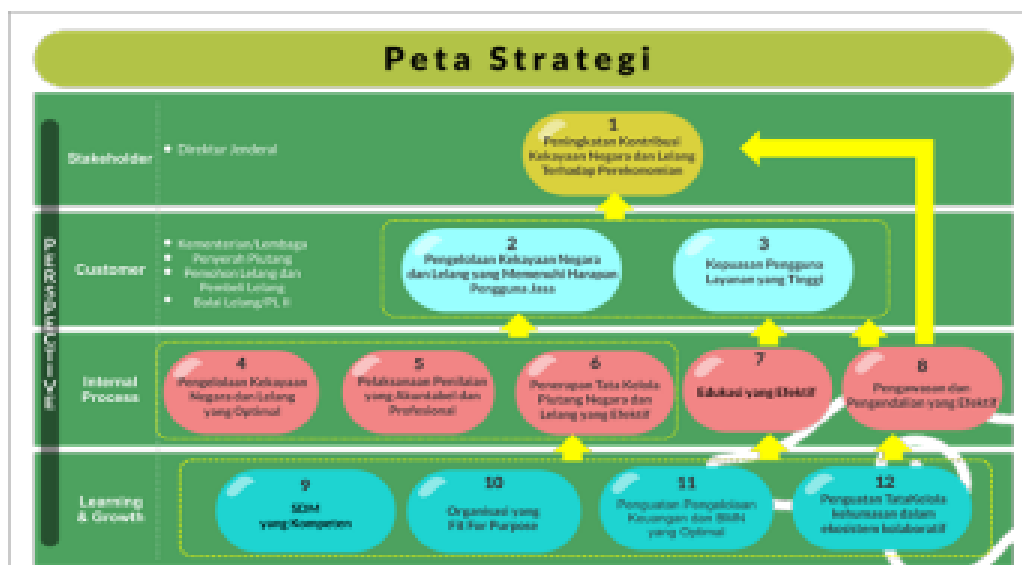 Peta Strategi
PERSPECTIVE
Stakeholder
• Direktur Jenderal
1
Peningkatan Kontribusi
Kekayaan Negara dan Lelang
Terhadap Perekonomian
Customer
• Kementerian/Lembaga
• Penyerah Piutang
• Pemohon Lelang dan
Pembeli Lelang
• Balai Lelang/PL II
2
Pengelolaan Kekayaan Negara
dan Lelang yang Memenuhi Harapan
Pengguna Jasa
3
Kepuasan Pengguna
Layanan yang Tinggi
Internal
Process
4
Pengelolaan Kekayaan
Negara dan Lelang
yang Optimal
5
Pelaksanaan Penilaian
yang Akuntabel dan
Profesional
6
Penerapan Tata Kelola
Piutang Negara dan
Lelang yang Efektif
7
Edukasi yang Efektif
8
Pengawasan dan
Pengendalian yang Efektif
Learning
& Growth
9
SDM
yang Kompeten
10
Organisasi yang
Fit For Purpose
11
Penguatan Pengelolaan
Keuangan dan BMN
yang Optimal
12
Penguatan TataKelola
kehumasan dalam
ekosistem kolaboratif